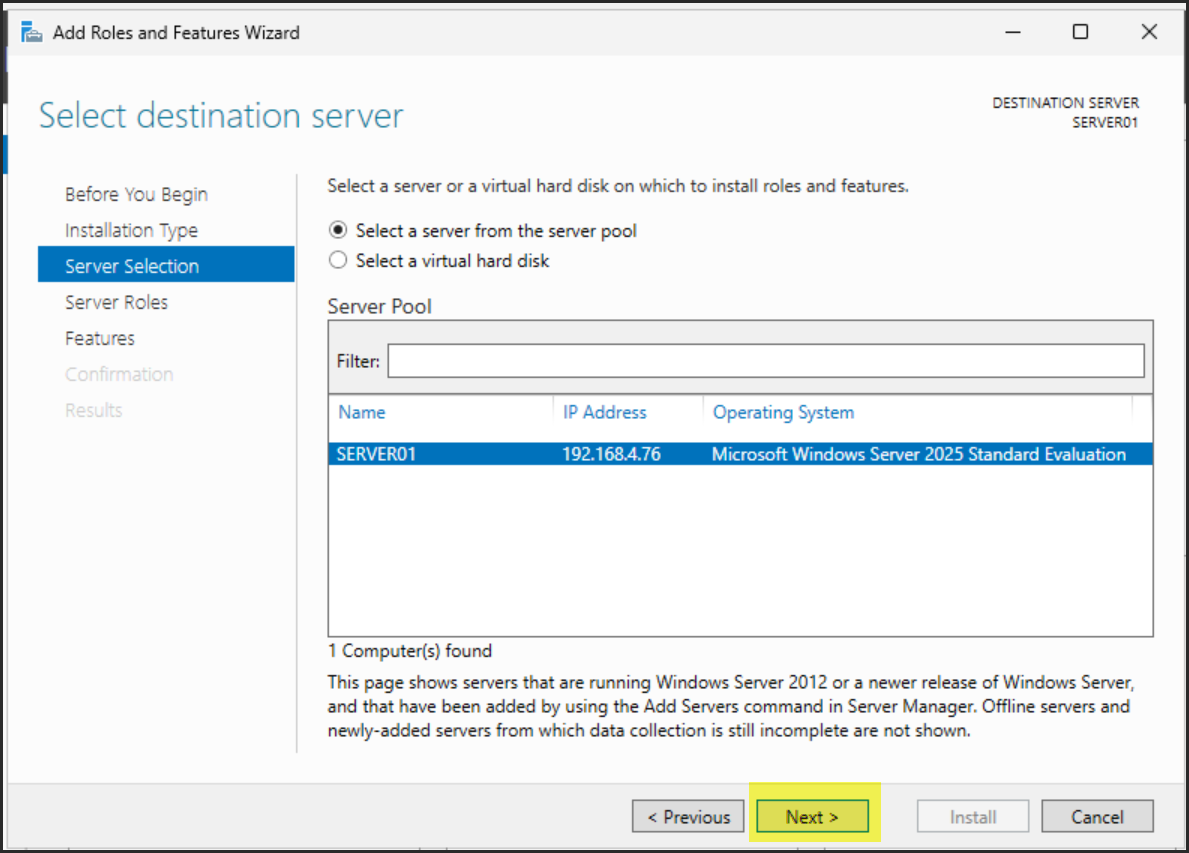 Add Roles and Features Wizard
Select destination server
DESTINATION SERVER
SERVER01
Before You Begin
Installation Type
Server Selection
Server Roles
Features
Confirmation
Results
Select a server or a virtual hard disk on which to install roles and features.
Select a server from the server pool
Select a virtual hard disk
Server Pool
Filter:
Name IP Address Operating System
SERVER01 192.168.4.76 Microsoft Windows Server 2025 Standard Evaluation
1 Computer(s) found
This page shows servers that are running Windows Server 2012 or a newer release of Windows Server,
and that have been added by using the Add Servers command in Server Manager. Offline servers and
newly-added servers from which data collection is still incomplete are not shown.
< Previous Next > Install Cancel